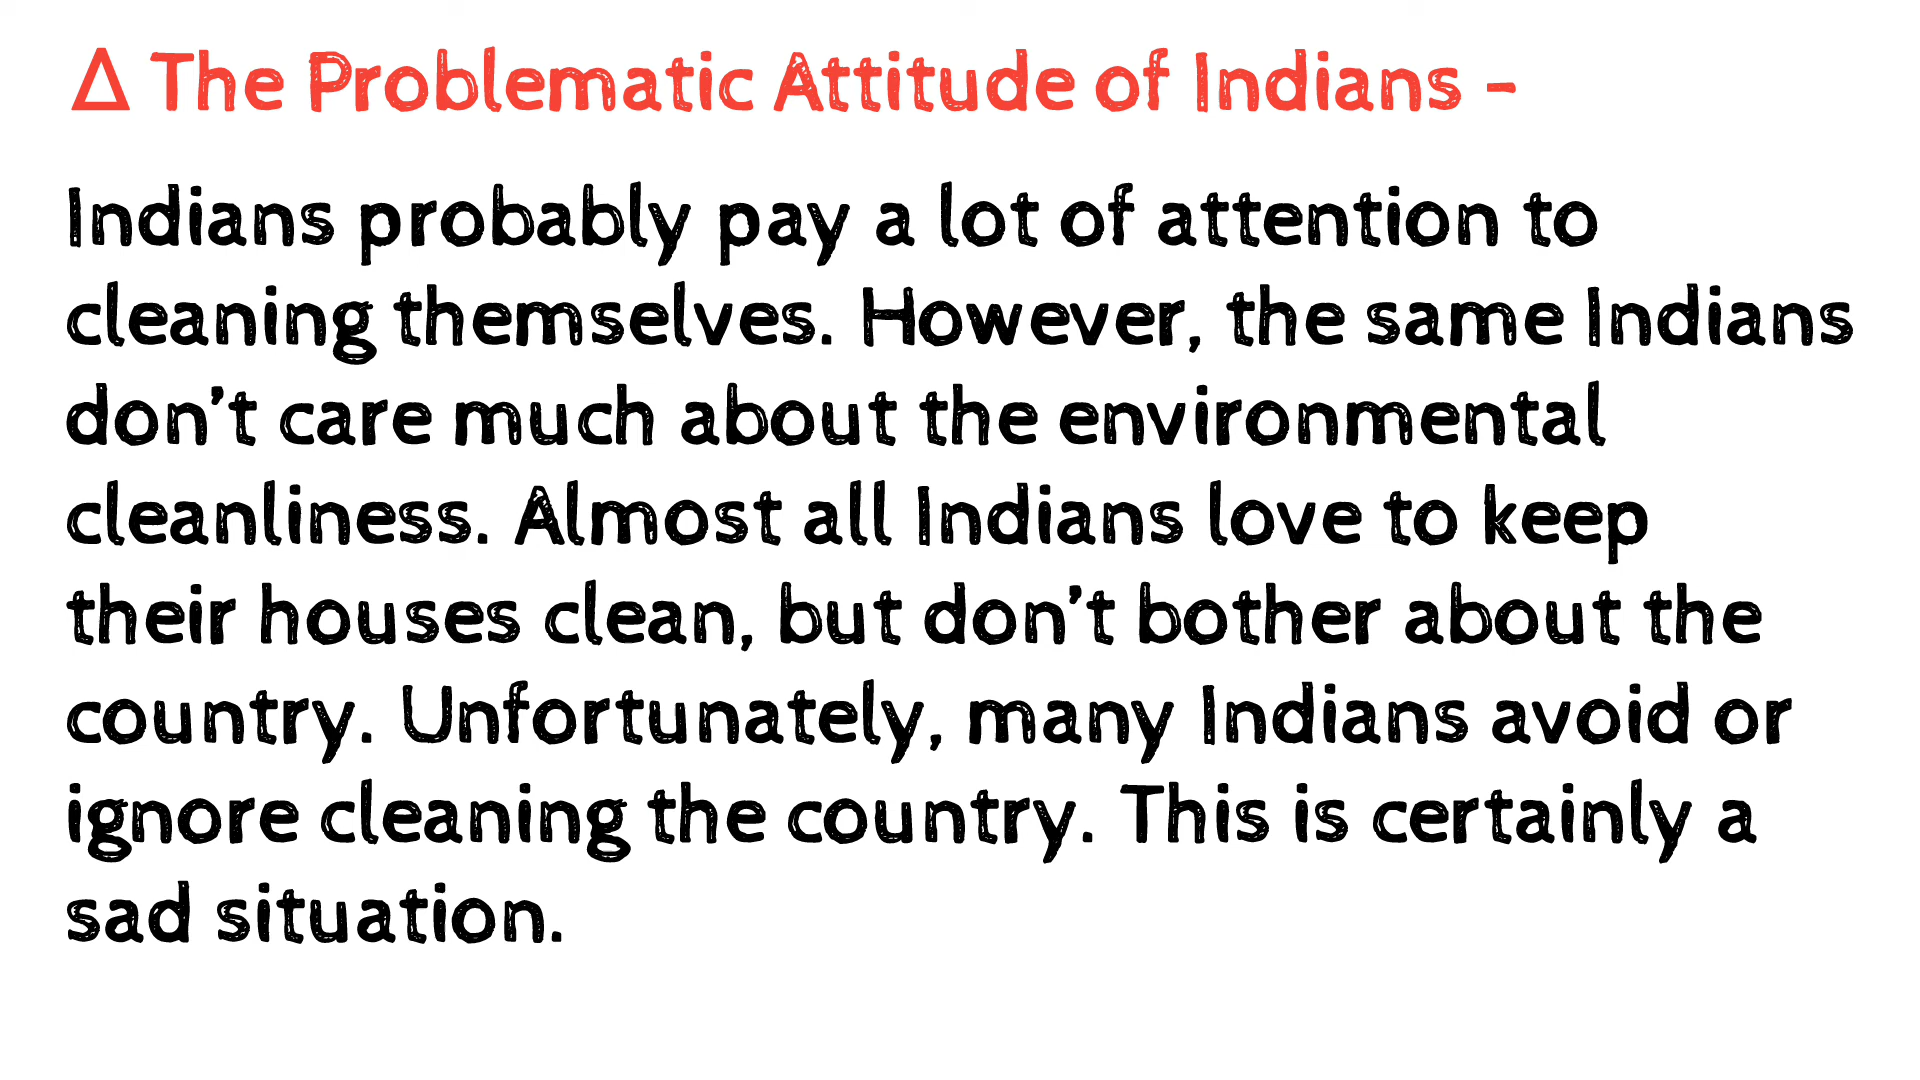 Δ The Problematic Attitude of Indians -
Indians probably pay a lot of attention to
cleaning themselves. However, the same Indians
don't care much about the environmental
cleanliness. Almost all Indians love to keep
their houses clean, but don't bother about the
country. Unfortunately, many Indians avoid or
ignore cleaning the country. This is certainly a
sad situation.